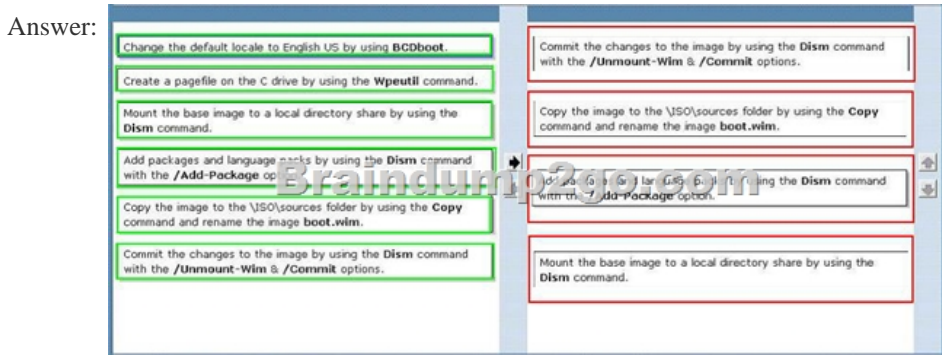 Answer:
Change the default locale to English US by using BCDboot.
Create a pagefile on the C drive by using the Wpeutil command.
Mount the base image to a local directory share by using the
Dism command.
Add packages and language packs by using the Dism command
with the /Add-Package
Copy the image to the \ISO\sources folder by using the Copy
command and rename the image boot.wim.
Commit the changes to the image by using the Dism command
with the /Unmount-Wim & /Commit options.
Commit the changes to the image by using the Dism command
with the /Unmount-Wim & /Commit options.
Copy the image to the \ISO\sources folder by using the Copy
command and rename the image boot.wim.
using the Dism command
with the /Add-Package option.
Mount the base image to a local directory share by using the
Dism command.
Braindump2go.com